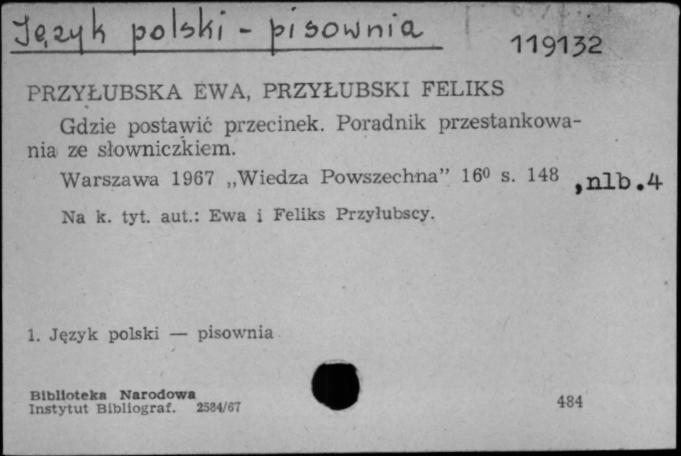 Język polski - pisownia
119132
PRZYŁUBSKA EWA, PRZYŁUBSKI FELIKS
Gdzie postawić przecinek. Poradnik przestankowa-
nia ze słowniczkiem.
Warszawa 1967 „Wiedza Powszechna” 16⁰ s. 148 , nlb.4
Na k. tyt. aut.: Ewa i Feliks Przyłubscy.
1. Język polski — pisownia
Biblioteka Narodowa
Instytut Bibliograf. 2584/67
484